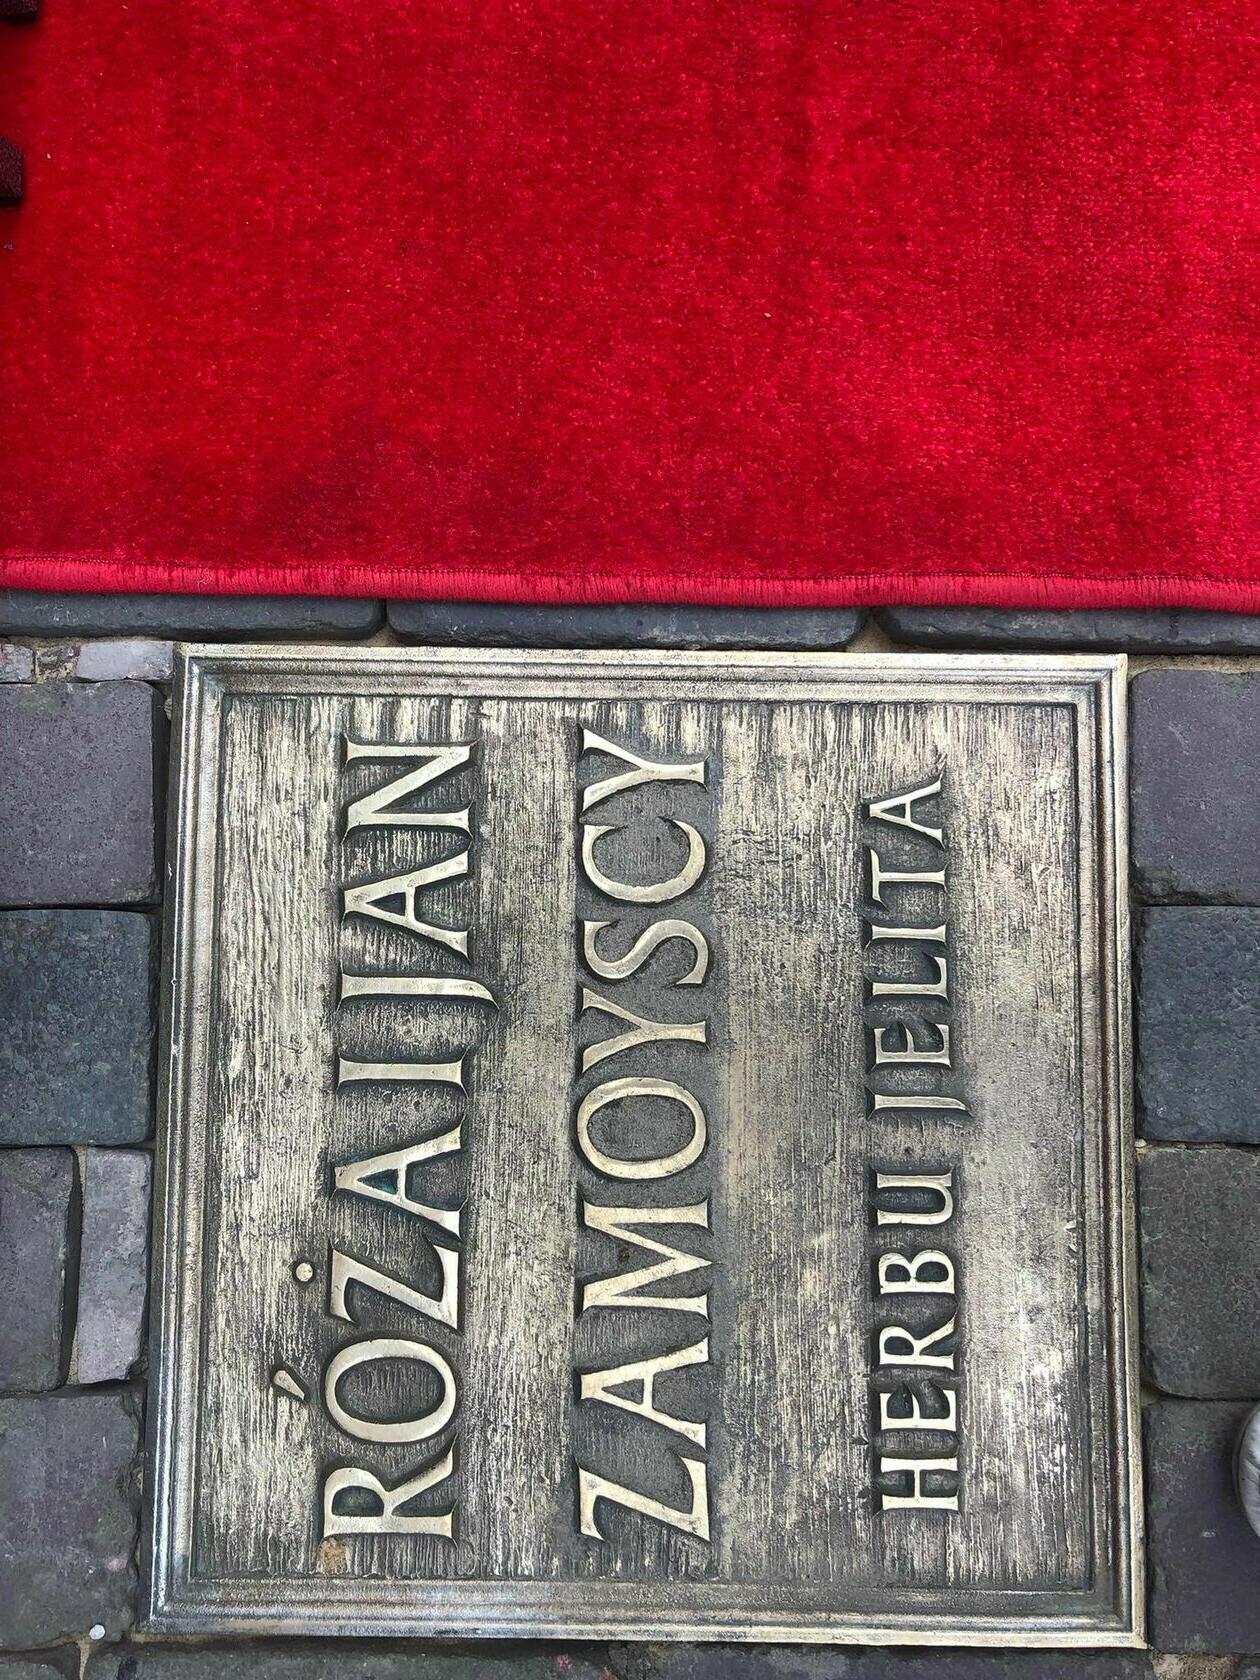 RÓŻA I JAN
ZAMOYSCY
HERBU JELITA